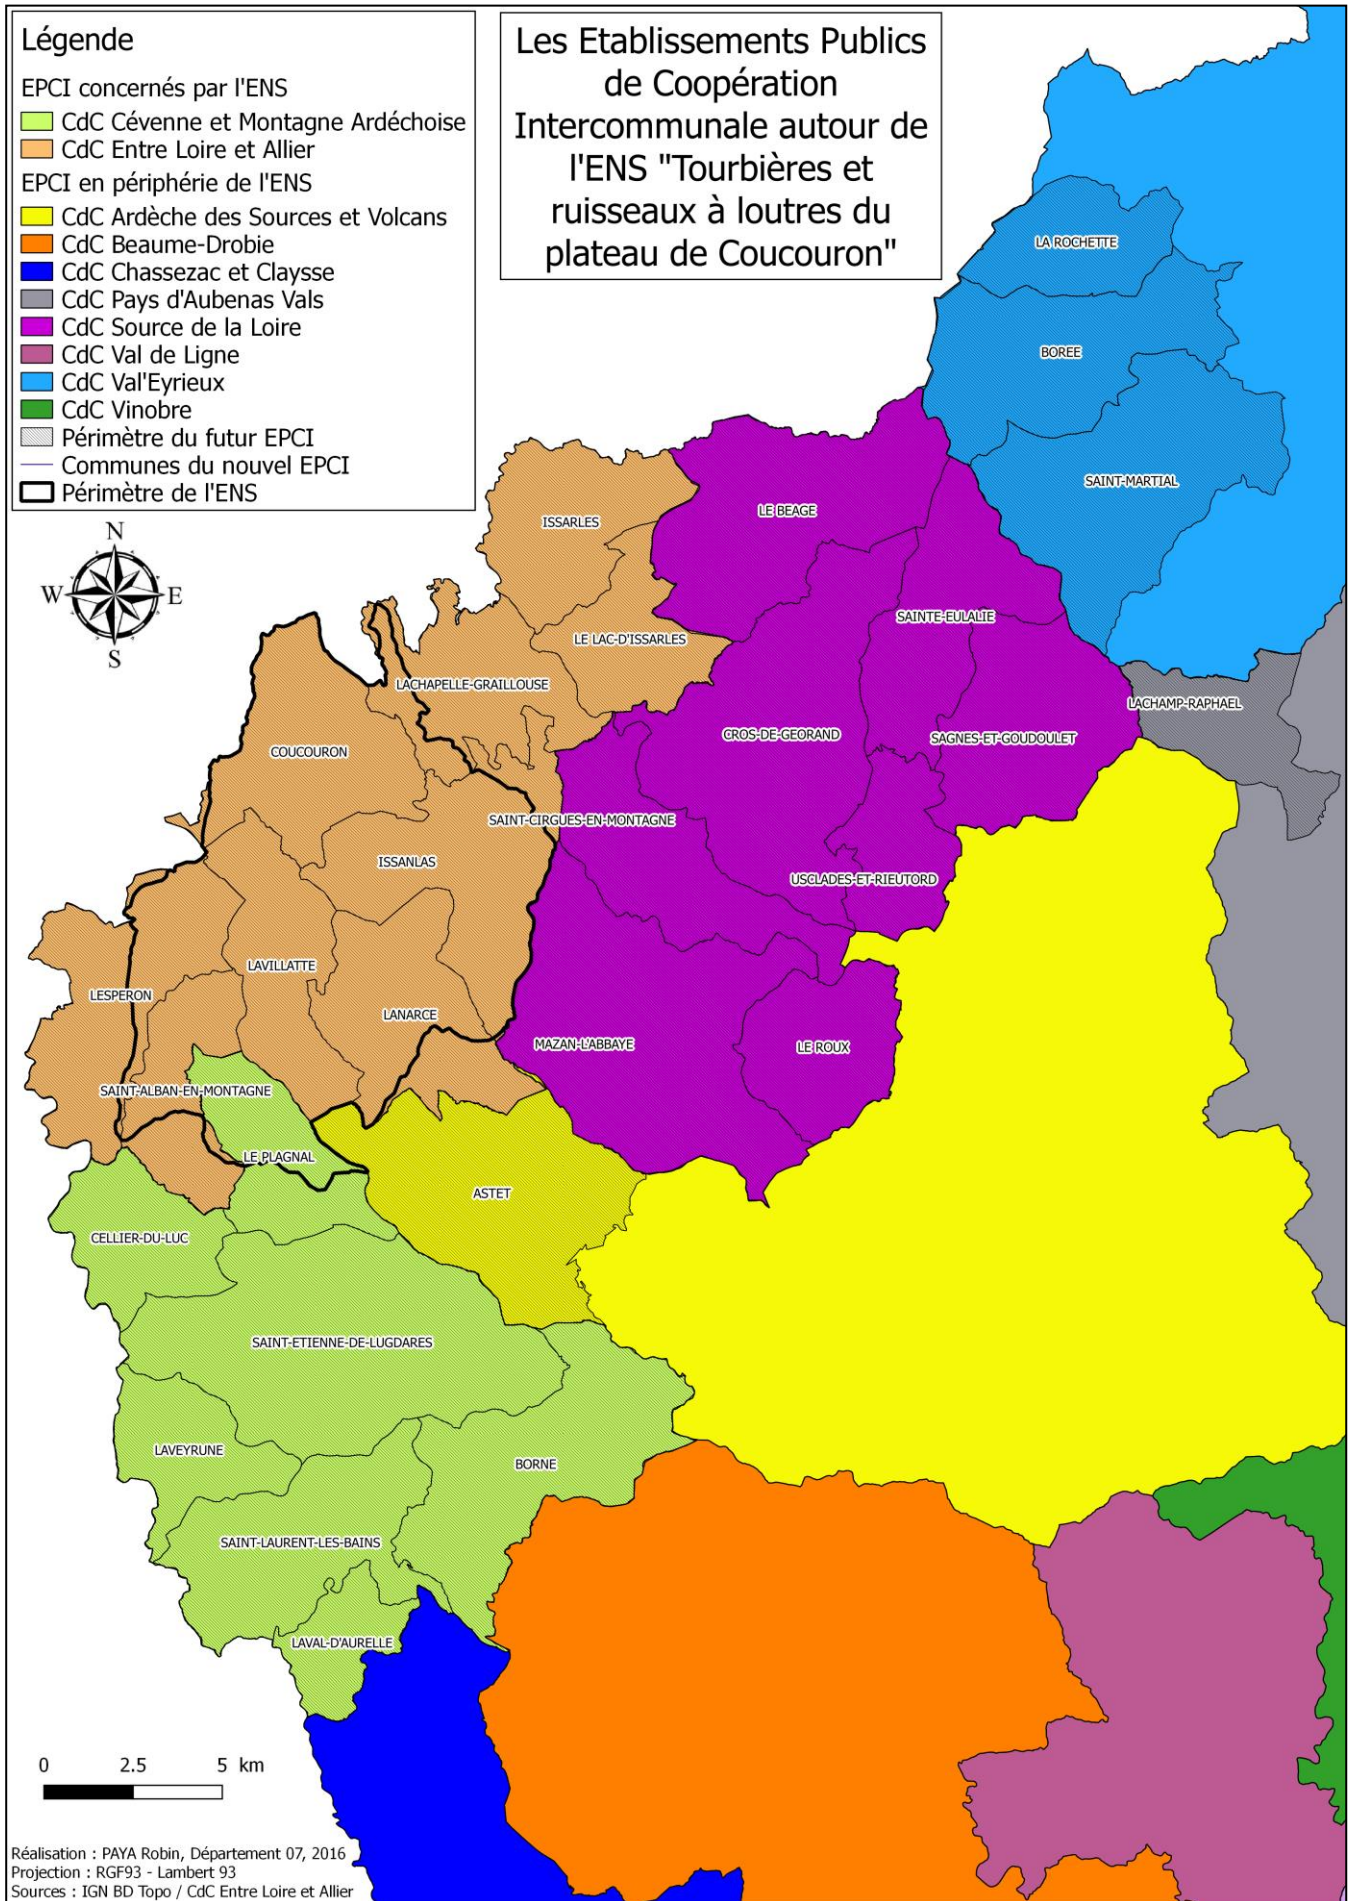 Légende
EPCI concernés par l'ENS
CdC Cévenne et Montagne Ardéchoise
CdC Entre Loire et Allier
EPCI en périphérie de l'ENS
CdC Ardèche des Sources et Volcans
CdC Beaume-Drobie
CdC Chassezac et Claysse
CdC Pays d'Aubenas Vals
CdC Source de la Loire
CdC Val de Ligne
CdC Val'Eyrieux
CdC Vinobre
Périmètre du futur EPCI
Communes du nouvel EPCI
Périmètre de l'ENS
Les Etablissements Publics
de Coopération
Intercommunale autour de
l'ENS "Tourbières et
ruisseaux à loutres du
plateau de Coucouron"
N
W E
S
LA ROCHETTE
BOREE
SAINT-MARTIAL
LE BEAGE
ISSARLES
SAINTE-EULALIE
LE LAC-D'ISSARLES
LACHAPELLE-GRAILLOUSE
LACHAMP-RAPHAEL
CROS-DE-GEORAND
SAGNES-ET-GOUDOULET
COUCOURON
SAINT-CIRGUES-EN-MONTAGNE
ISSANLAS
USCLADES-ET-RIEUTORD
LAVILLATTE
LESPERON
LANARCE
MAZAN-L'ABBAYE
LE ROUX
SAINT-ALBAN-EN-MONTAGNE
LE PLAGNAL
ASTET
CELLIER-DU-LUC
SAINT-ETIENNE-DE-LUGDARES
LAVEYRUNE
BORNE
SAINT-LAURENT-LES-BAINS
LAVAL-D'AURELLE
0 2.5 5 km
Réalisation : PAYA Robin, Département 07, 2016
Projection : RGF93 - Lambert 93
Sources : IGN BD Topo / CdC Entre Loire et Allier